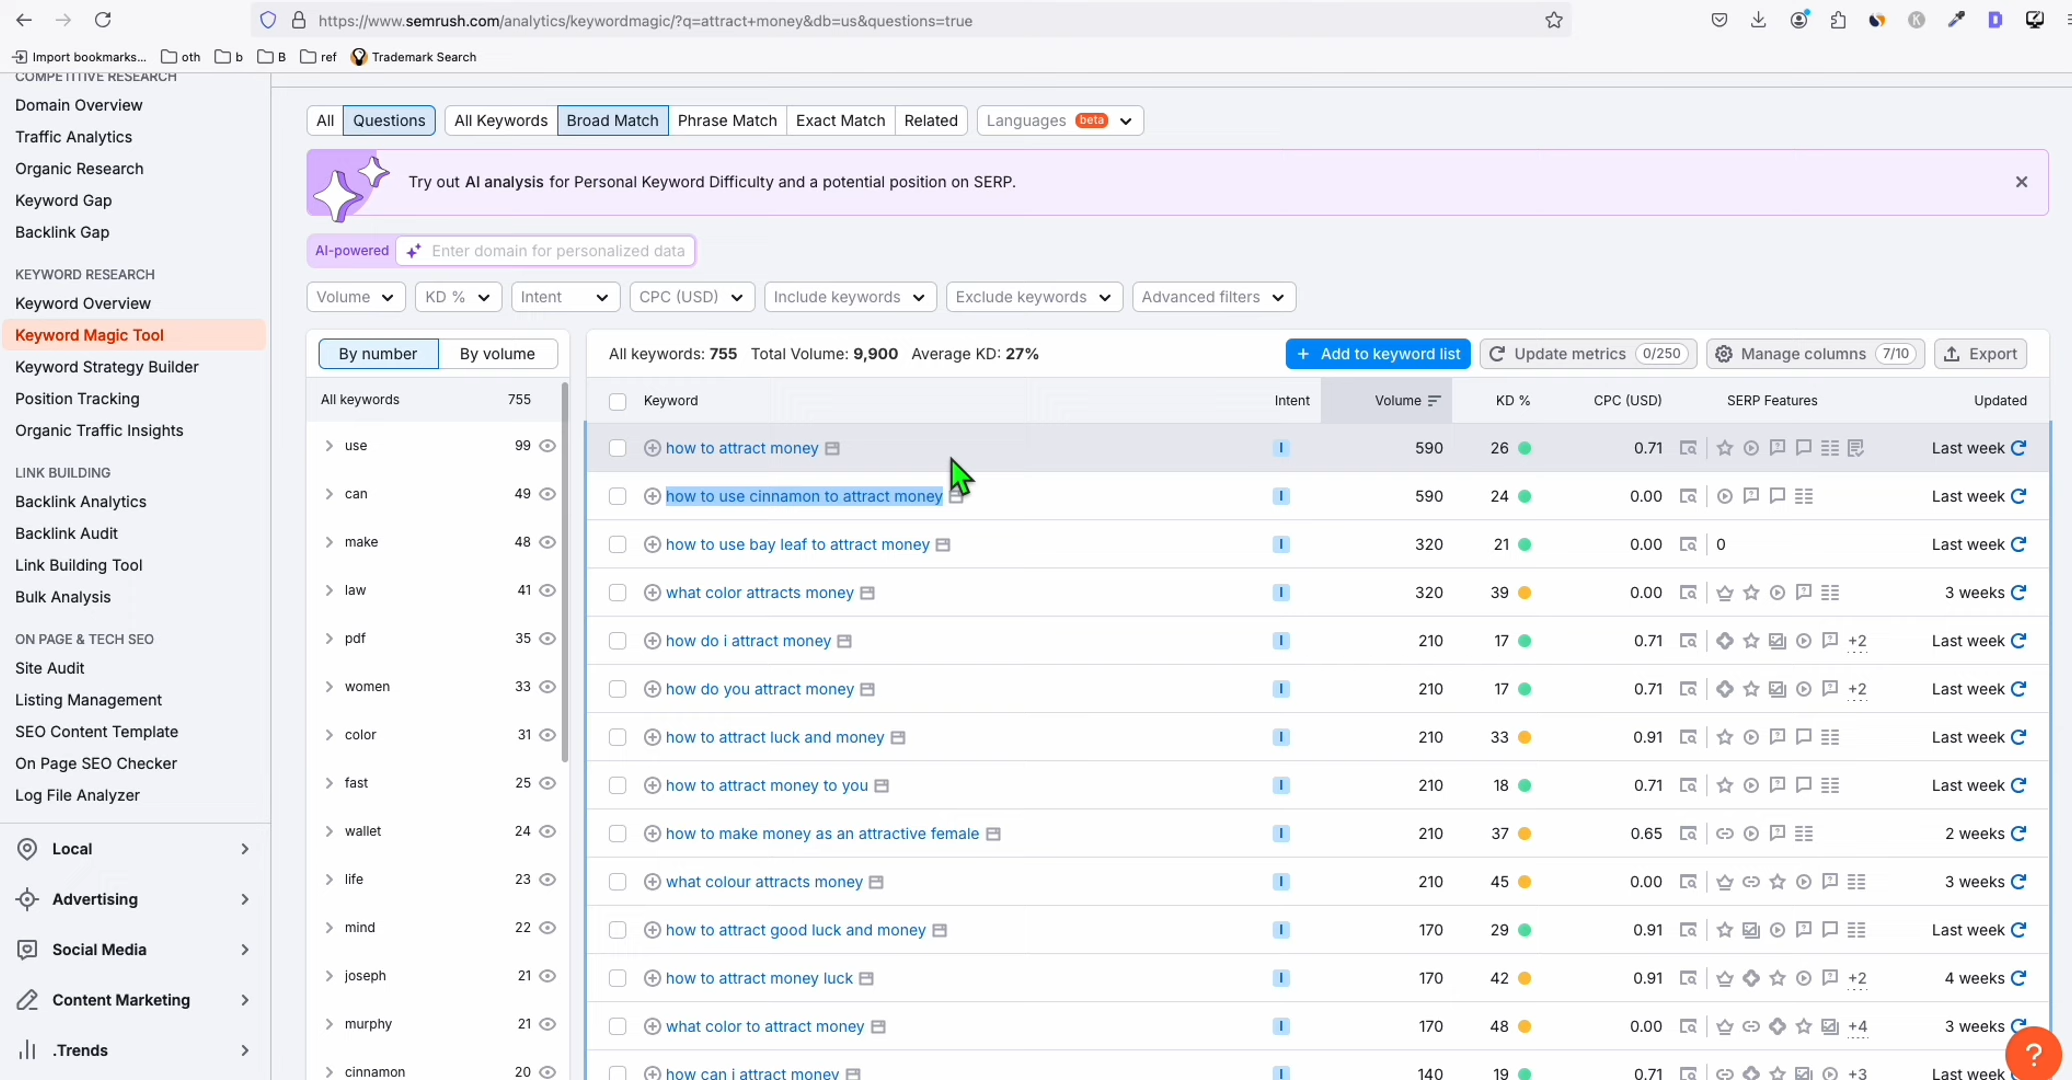 https://www.semrush.com/analytics/keywordmagic/?q=attract+money&db=us&questions=true
Import bookmarks... oth b B ref Trademark Search
COMPETITIVE RESEARCH
Domain Overview
Traffic Analytics
Organic Research
Keyword Gap
Backlink Gap
KEYWORD RESEARCH
Keyword Overview
Keyword Magic Tool
Keyword Strategy Builder
Position Tracking
Organic Traffic Insights
LINK BUILDING
Backlink Analytics
Backlink Audit
Link Building Tool
Bulk Analysis
ON PAGE & TECH SEO
Site Audit
Listing Management
SEO Content Template
On Page SEO Checker
Log File Analyzer
Local
Advertising
Social Media
Content Marketing
.Trends
All Questions All Keywords Broad Match Phrase Match Exact Match Related Languages beta
Try out AI analysis for Personal Keyword Difficulty and a potential position on SERP.
AI-powered Enter domain for personalized data
Volume KD % Intent CPC (USD) Include keywords Exclude keywords Advanced filters
By number By volume
All keywords 755
use 99
can 49
make 48
law 41
pdf 35
women 33
color 31
fast 25
wallet 24
life 23
mind 22
joseph 21
murphy 21
cinnamon 20
All keywords: 755 Total Volume: 9,900 Average KD: 27%
+ Add to keyword list Update metrics 0/250 Manage columns 7/10 Export
Keyword Intent Volume KD % CPC (USD) SERP Features Updated
how to attract money I 590 26 0.71 Last week
how to use cinnamon to attract money I 590 24 0.00 Last week
how to use bay leaf to attract money I 320 21 0.00 0 Last week
what color attracts money I 320 39 0.00 3 weeks
how do i attract money I 210 17 0.71 +2 Last week
how do you attract money I 210 17 0.71 +2 Last week
how to attract luck and money I 210 33 0.91 Last week
how to attract money to you I 210 18 0.71 Last week
how to make money as an attractive female I 210 37 0.65 2 weeks
what colour attracts money I 210 45 0.00 3 weeks
how to attract good luck and money I 170 29 0.91 Last week
how to attract money luck I 170 42 0.91 +2 4 weeks
what color to attract money I 170 48 0.00 +4 3 weeks
how can i attract money I 140 19 0.71 +3 Last week
?
K
D